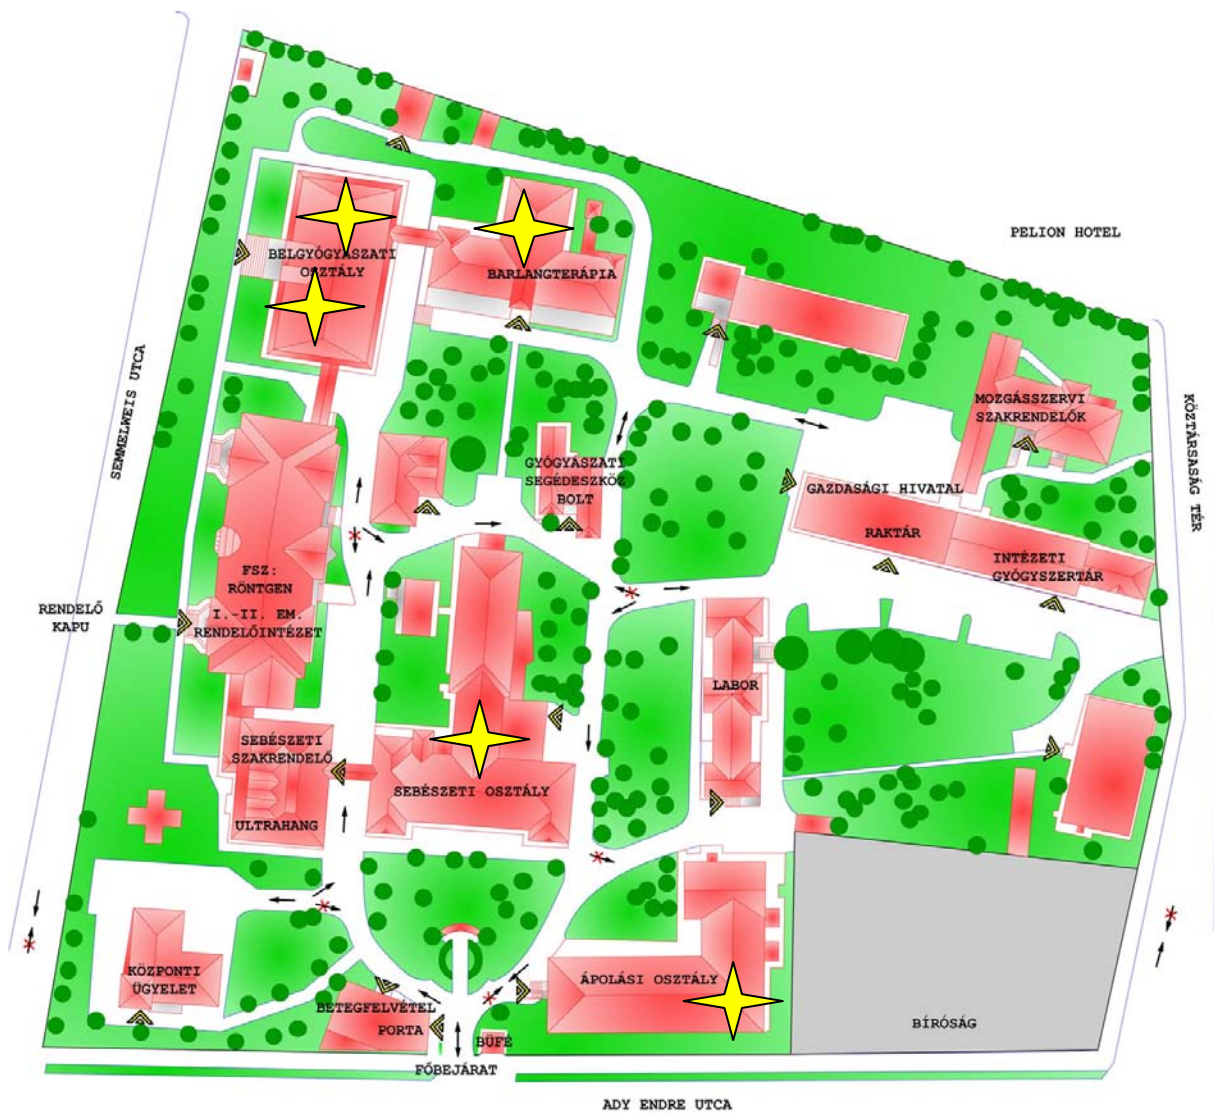 PELION HOTEL
BELGYÓGYASZATI
OSZTÁLY
BARLANGTERÁPIA
SEMMELWEIS UTCA
MOZGÁSSZERVI
SZAKRENDELŐK
KÖZTÁRSASÁG TÉR
GYÓGYÁSZATI
SEGÉDESZKÖZ
BOLT
GAZDASÁGI HIVATAL
RAKTÁR
INTÉZETI
GYÓGYSZERTÁR
FSZ:
RÖNTGEN
I.-II. EM.
RENDELŐINTÉZET
RENDELŐ
KAPU
LABOR
SEBÉSZETI
SZAKRENDELŐ
SEBÉSZETI OSZTÁLY
ULTRAHANG
KÖZPONTI
ÜGYELET
ÁPOLÁSI OSZTÁLY
BETEGFELVÉTEL
PORTA
BÜFÉ
BÍRÓSÁG
FŐBEJÁRAT
ADY ENDRE UTCA